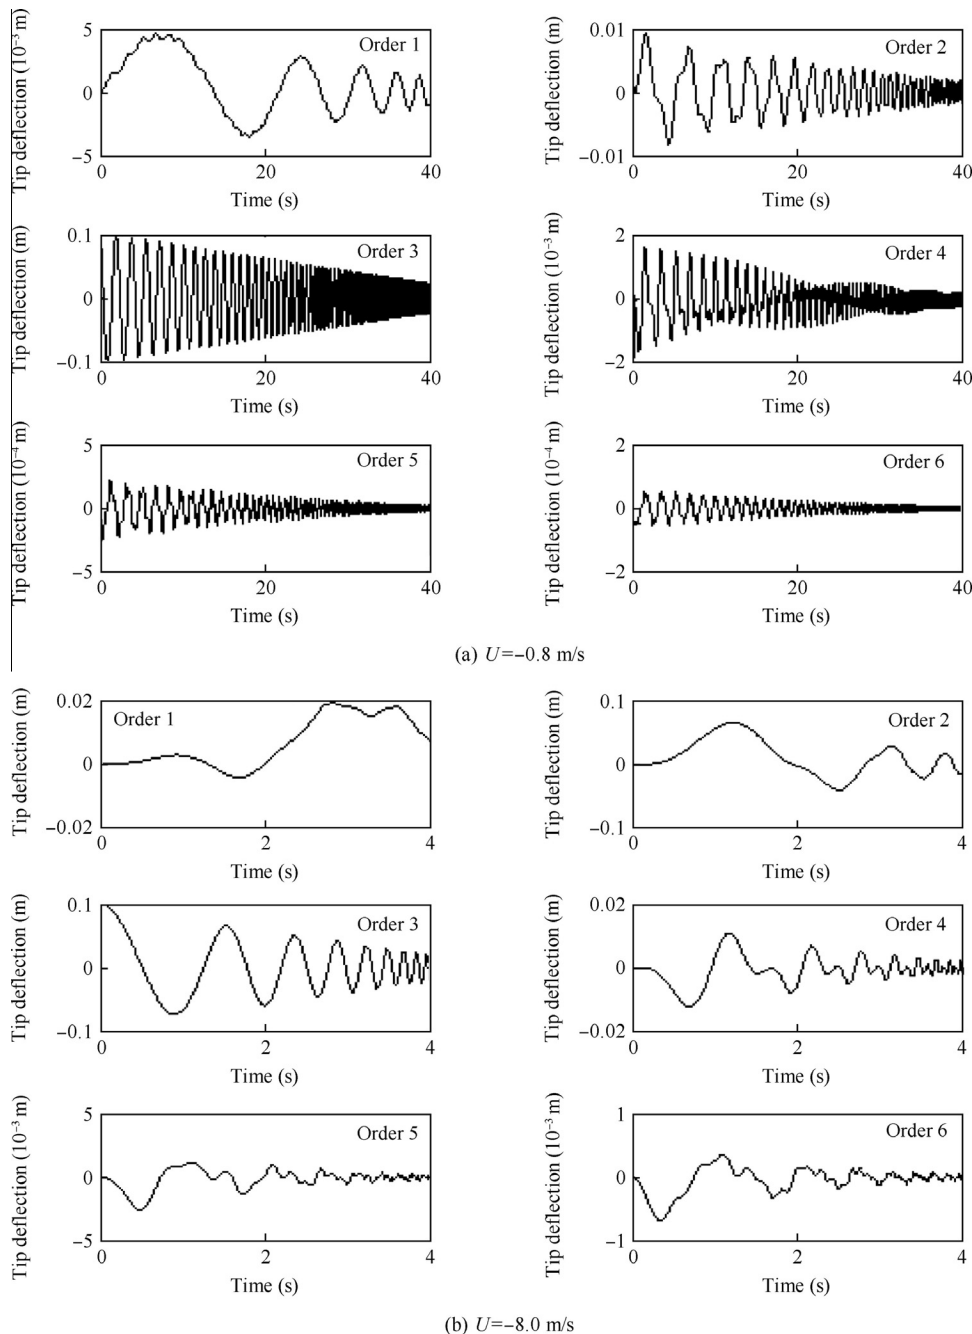 Tip deflection (10⁻³ m)
5
0
−5
Order 1
0 20 40
Time (s)
Tip deflection (m)
0.01
0
−0.01
Order 2
0 20 40
Time (s)
Tip deflection (m)
0.1
0
−0.1
Order 3
0 20 40
Time (s)
Tip deflection (10⁻³ m)
2
0
−2
Order 4
0 20 40
Time (s)
Tip deflection (10⁻⁴ m)
5
0
−5
Order 5
0 20 40
Time (s)
Tip deflection (10⁻⁴ m)
2
0
−2
Order 6
0 20 40
Time (s)
(a) U=−0.8 m/s
Tip deflection (m)
0.02
0
−0.02
Order 1
0 2 4
Time (s)
Tip deflection (m)
0.1
0
−0.1
Order 2
0 2 4
Time (s)
Tip deflection (m)
0.1
0
−0.1
Order 3
0 2 4
Time (s)
Tip deflection (m)
0.02
0
−0.02
Order 4
0 2 4
Time (s)
Tip deflection (10⁻³ m)
5
0
−5
Order 5
0 2 4
Time (s)
Tip deflection (10⁻³ m)
1
0
−1
Order 6
0 2 4
Time (s)
(b) U=−8.0 m/s